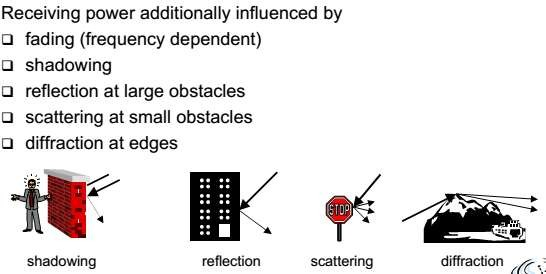 Receiving power additionally influenced by
❑ fading (frequency dependent)
❑ shadowing
❑ reflection at large obstacles
❑ scattering at small obstacles
❑ diffraction at edges
STOP
shadowing reflection scattering diffraction